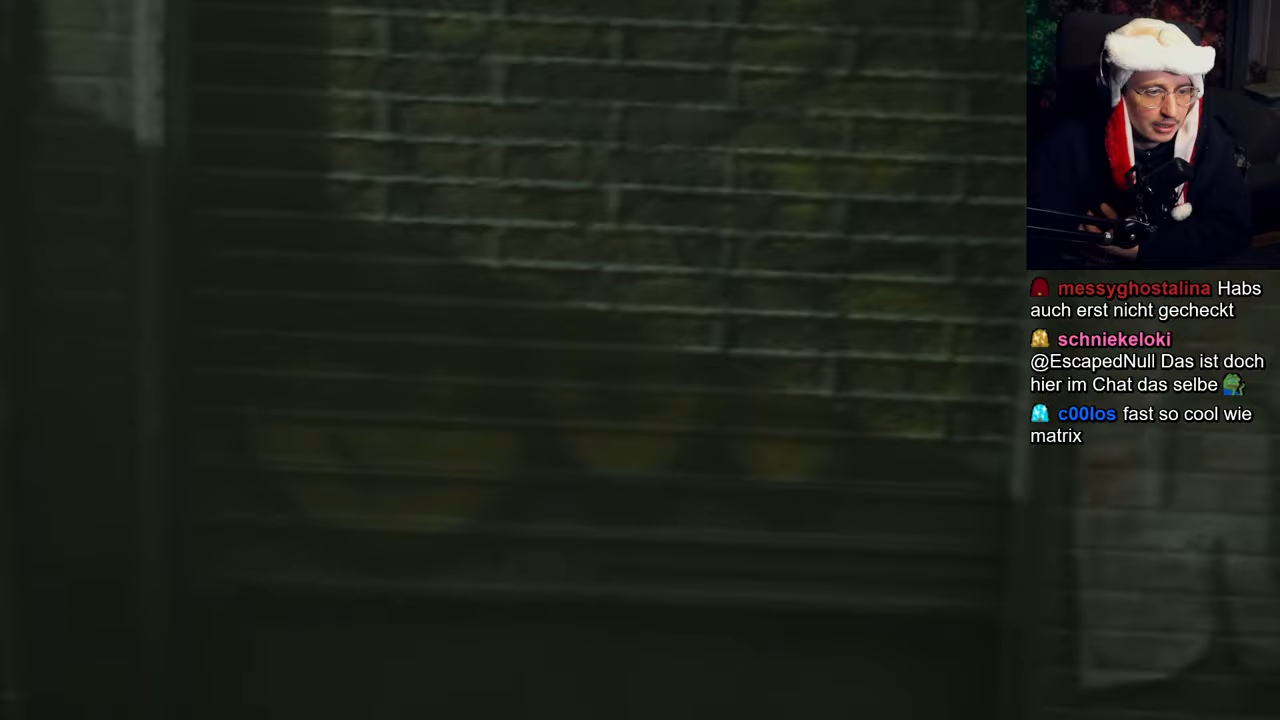 messyghostalina Habs
auch erst nicht gecheckt
schniekeloki
@EscapedNull Das ist doch
hier im Chat das selbe
c00los fast so cool wie
matrix